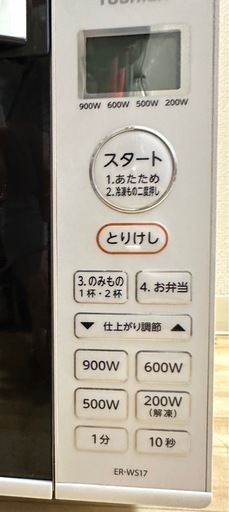 TOSHIBA
900W 600W 500W 200W
スタート
1.あたため
2.冷凍もの二度押し
とりけし
3.のみもの
1杯・2杯
4.お弁当
▼ 仕上がり調節 ▲
900W
600W
500W
200W
(解凍)
1分
10秒
ER-WS17